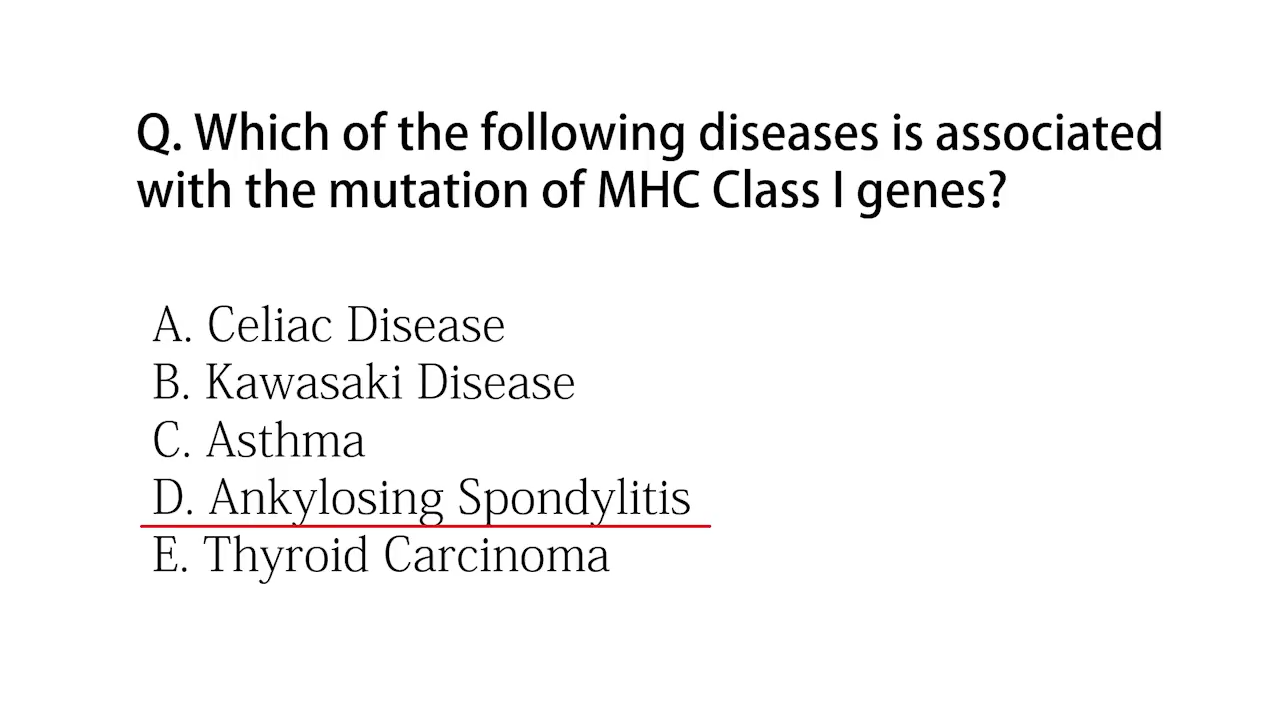 Q. Which of the following diseases is associated
with the mutation of MHC Class I genes?
A. Celiac Disease
B. Kawasaki Disease
C. Asthma
D. Ankylosing Spondylitis
E. Thyroid Carcinoma